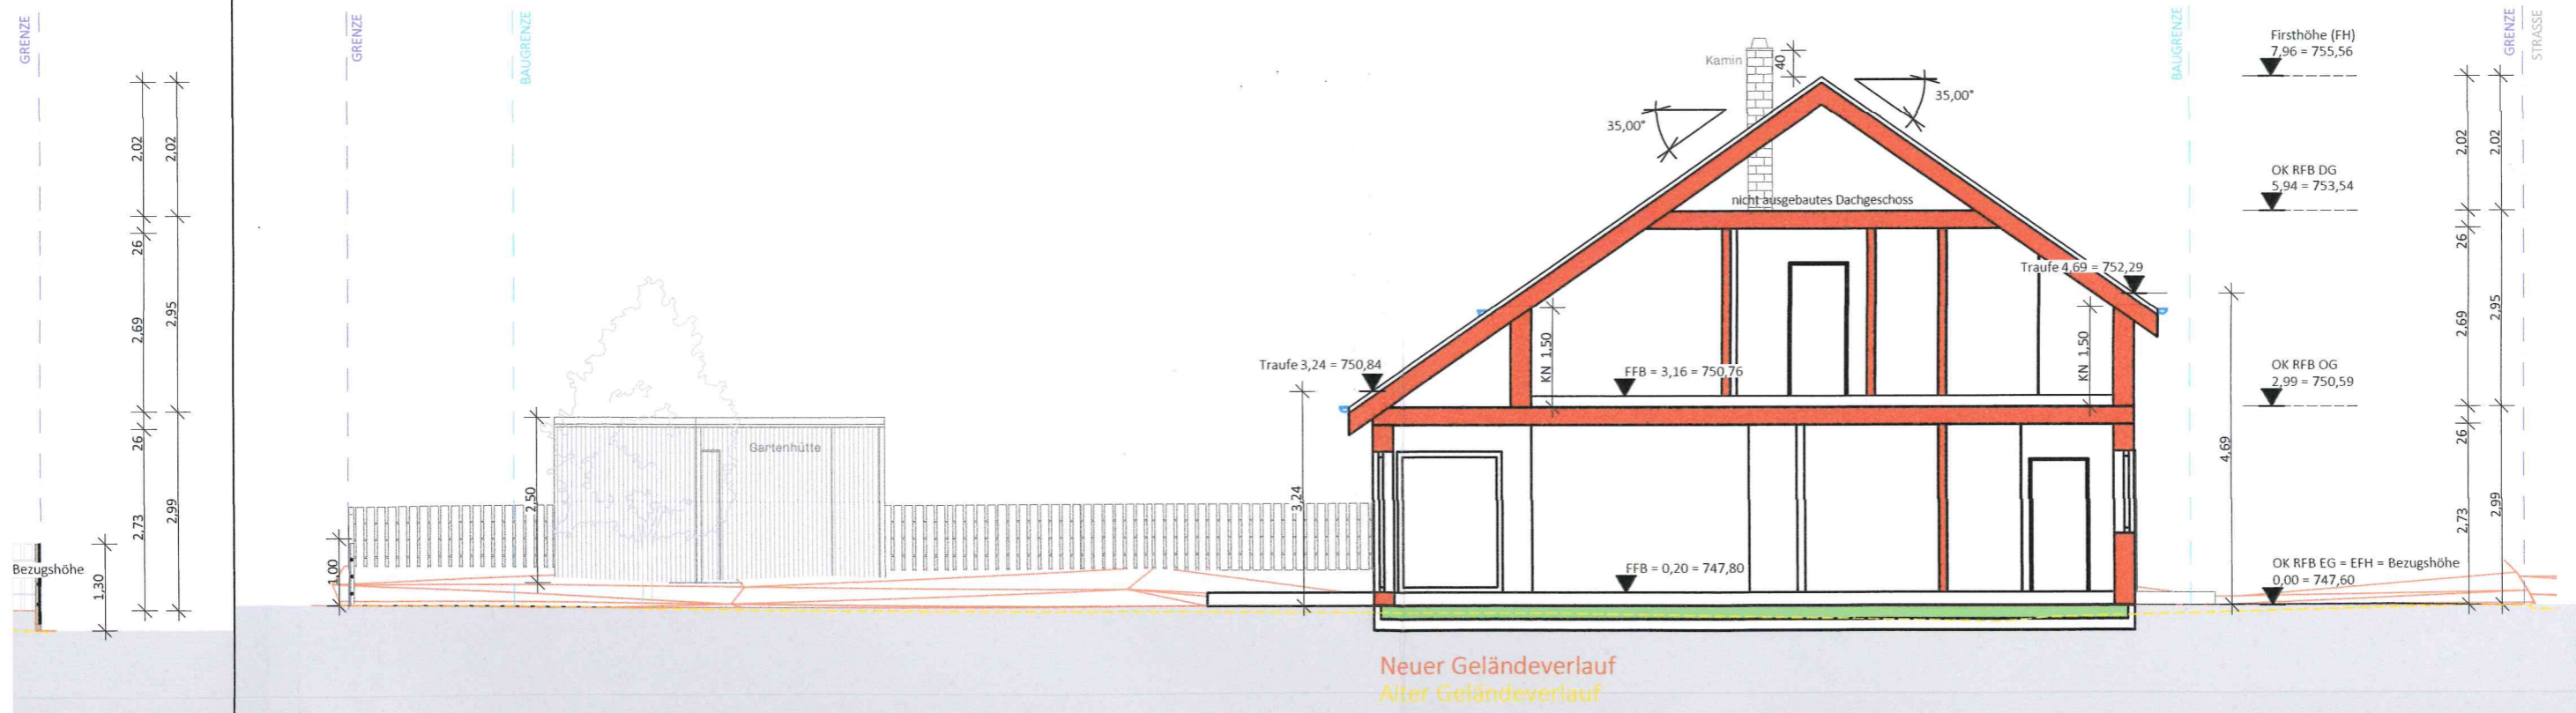 GRENZE
Bezugshöhe
1,30
2,02
26
2,69
26
2,73
2,02
2,95
2,99
GRENZE
BAUGRENZE
1,00
2,50
Gartenhütte
Traufe 3,24 = 750,84
3,24
Kamin
40
35,00°
35,00°
nicht ausgebautes Dachgeschoss
Traufe 4,69 = 752,29
KN 1,50
FFB = 3,16 = 750,76
KN 1,50
FFB = 0,20 = 747,80
4,69
BAUGRENZE
Firsthöhe (FH)
7,96 = 755,56
OK RFB DG
5,94 = 753,54
OK RFB OG
2,99 = 750,59
OK RFB EG = EFH = Bezugshöhe
0,00 = 747,60
2,02
26
2,69
26
2,73
2,02
2,95
2,99
GRENZE
STRASSE
Neuer Geländeverlauf
Alter Geländeverlauf